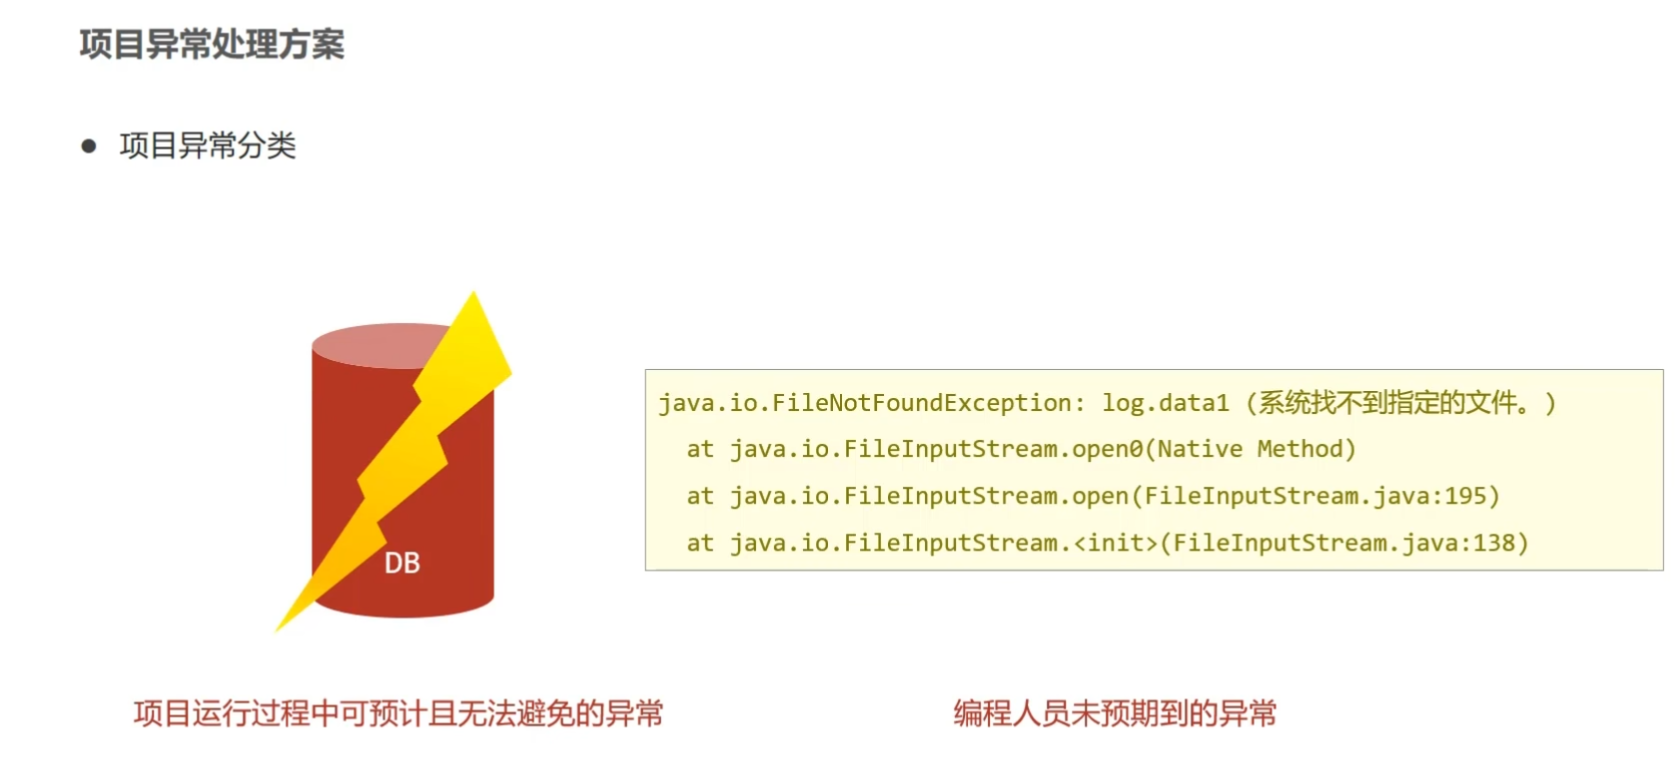 项目异常处理方案
● 项目异常分类
DB
java.io.FileNotFoundException: log.data1 (系统找不到指定的文件。)
at java.io.FileInputStream.open0(Native Method)
at java.io.FileInputStream.open(FileInputStream.java:195)
at java.io.FileInputStream.<init>(FileInputStream.java:138)
项目运行过程中可预计且无法避免的异常
编程人员未预期到的异常